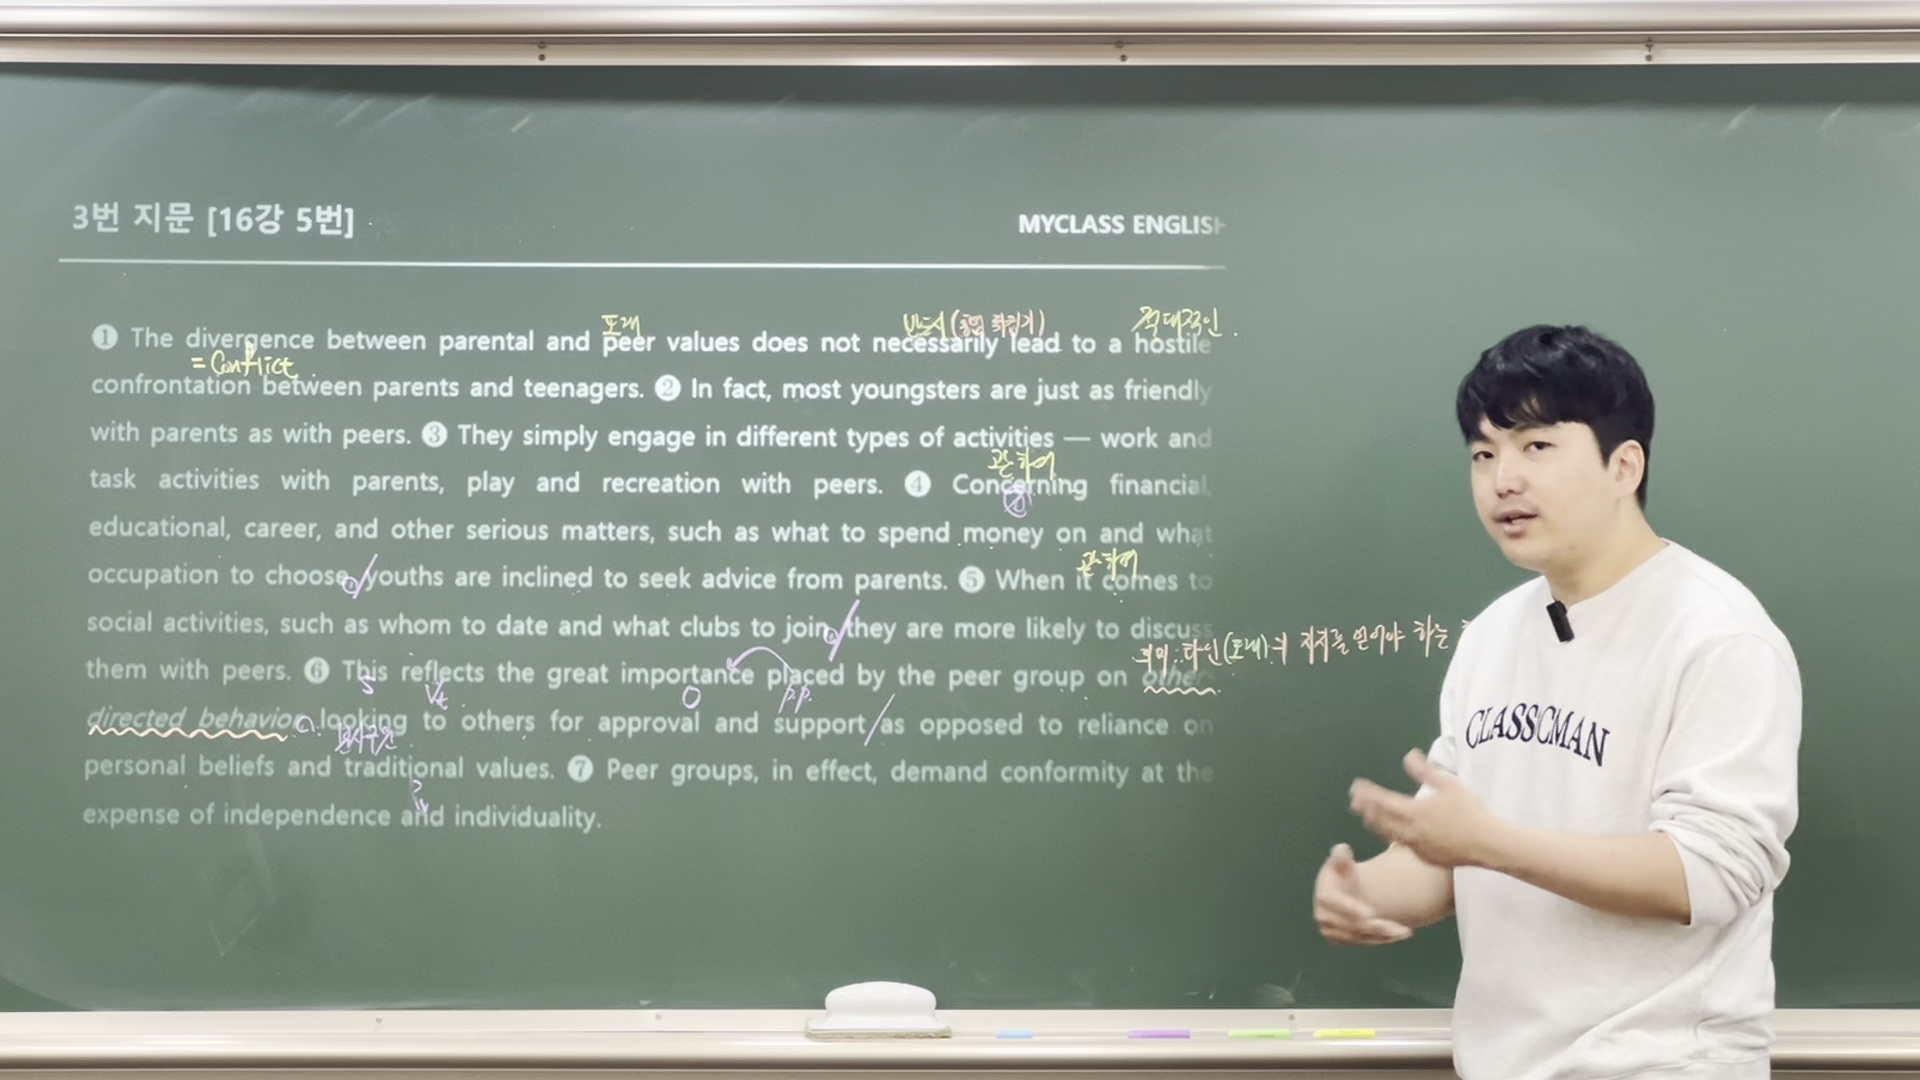 3번 지문 [16강 5번]
MYCLASS ENGLISH
또래
적대적인
❶ The divergence between parental and peer values does not necessarily lead to a hostile
= Conflict
confrontation between parents and teenagers. ❷ In fact, most youngsters are just as friendly
with parents as with peers. ❸ They simply engage in different types of activities — work and
관하여
task activities with parents, play and recreation with peers. ❹ Concerning financial,
educational, career, and other serious matters, such as what to spend money on and what
관하여
occupation to choose, youths are inclined to seek advice from parents. ❺ When it comes to
social activities, such as whom to date and what clubs to join, they are more likely to discuss
타인(또래)의 지지를 얻어야 하는
them with peers. ❻ This reflects the great importance placed by the peer group on other-
S Vt O p.p.
directed behavior, looking to others for approval and support as opposed to reliance on
분사구문
personal beliefs and traditional values. ❼ Peer groups, in effect, demand conformity at the
expense of independence and individuality.
CLASSICMAN